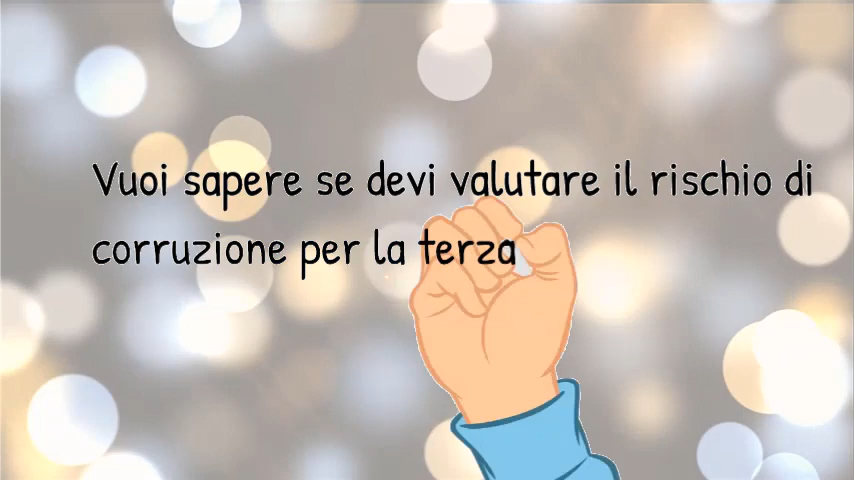 Vuoi sapere se devi valutare il rischio di
corruzione per la terza